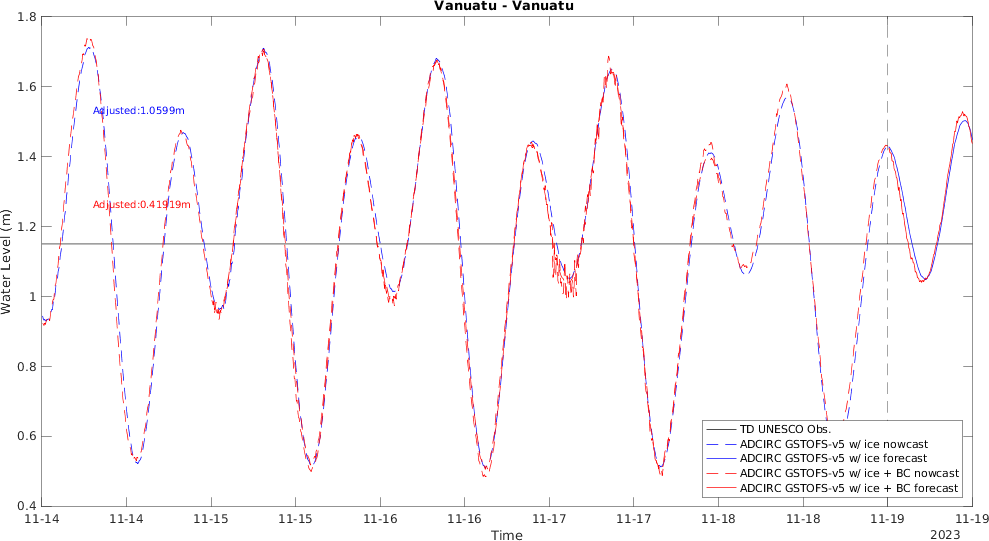 Vanuatu - Vanuatu
1.8
1.6
1.4
1.2
1
0.8
0.6
0.4
Water Level (m)
Adjusted:1.0599m
Adjusted:0.41919m
TD UNESCO Obs.
ADCIRC GSTOFS-v5 w/ ice nowcast
ADCIRC GSTOFS-v5 w/ ice forecast
ADCIRC GSTOFS-v5 w/ ice + BC nowcast
ADCIRC GSTOFS-v5 w/ ice + BC forecast
11-14 11-14 11-15 11-15 11-16 11-16 11-17 11-17 11-18 11-18 11-19 11-19
Time
2023